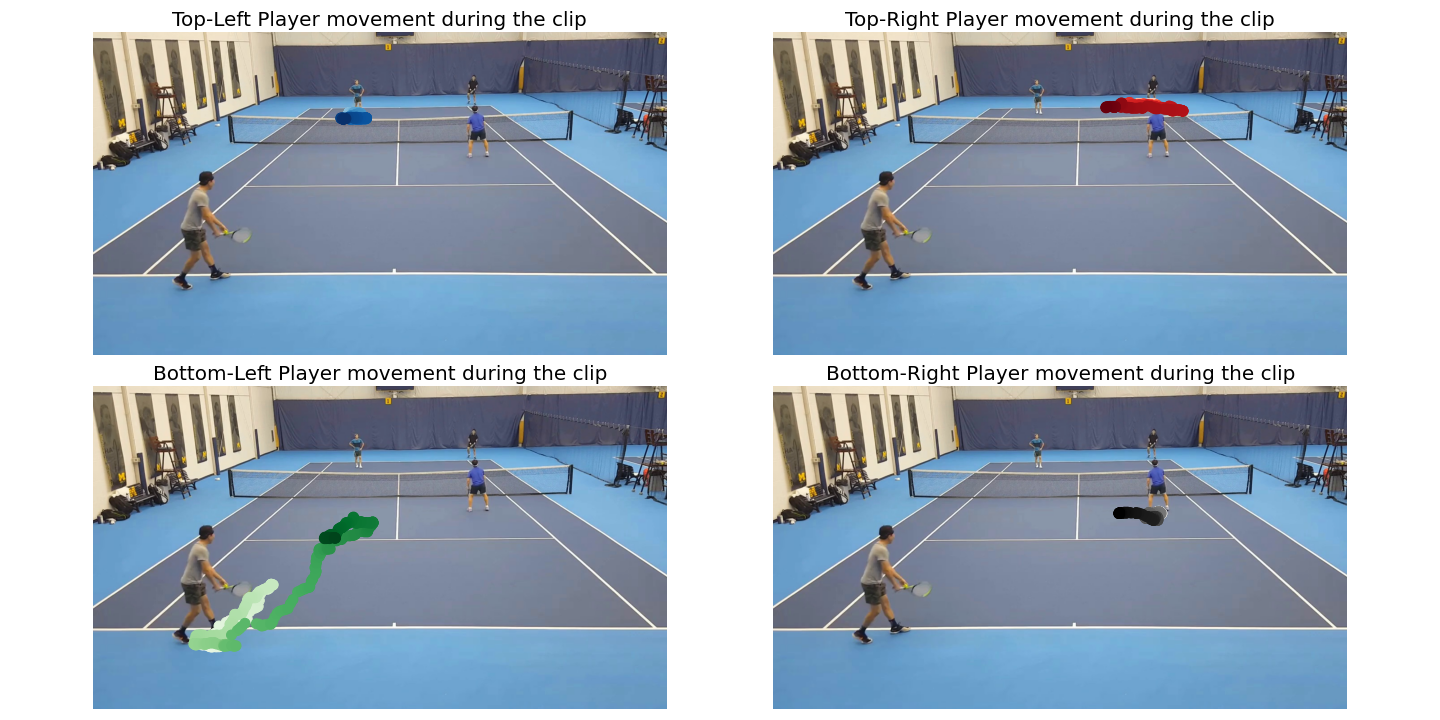 Top-Left Player movement during the clip
Top-Right Player movement during the clip
Bottom-Left Player movement during the clip
Bottom-Right Player movement during the clip